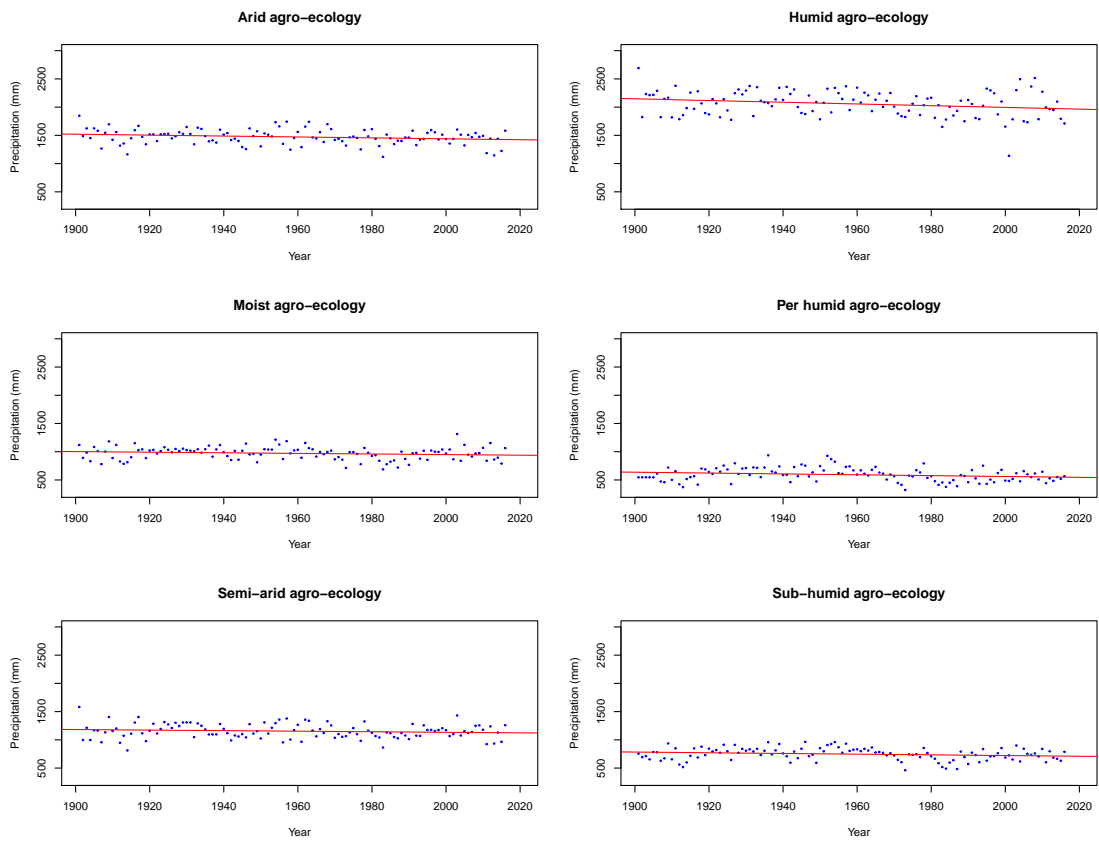 Arid agro−ecology
Precipitation (mm)
2500
1500
500
1900 1920 1940 1960 1980 2000 2020
Year
Humid agro−ecology
Precipitation (mm)
2500
1500
500
1900 1920 1940 1960 1980 2000 2020
Year
Moist agro−ecology
Precipitation (mm)
2500
1500
500
1900 1920 1940 1960 1980 2000 2020
Year
Per humid agro−ecology
Precipitation (mm)
2500
1500
500
1900 1920 1940 1960 1980 2000 2020
Year
Semi−arid agro−ecology
Precipitation (mm)
2500
1500
500
1900 1920 1940 1960 1980 2000 2020
Year
Sub−humid agro−ecology
Precipitation (mm)
2500
1500
500
1900 1920 1940 1960 1980 2000 2020
Year